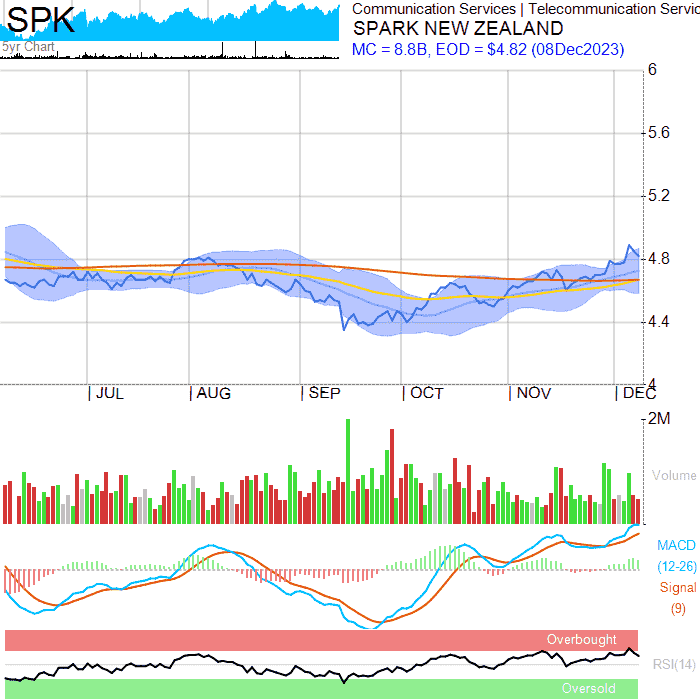 SPK
5yr Chart
Communication Services | Telecommunication Servic
SPARK NEW ZEALAND
MC = 8.8B, EOD = $4.82 (08Dec2023)
6
5.6
5.2
4.8
4.4
4
JUL
AUG
SEP
OCT
NOV
DEC
2M
Volume
MACD
(12-26)
Signal
(9)
Overbought
RSI(14)
Oversold